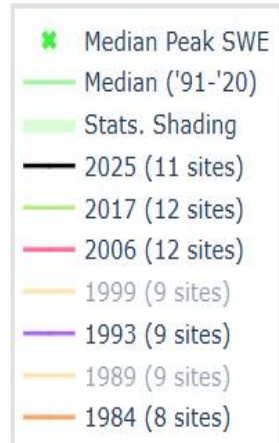 Median Peak SWE
Median ('91-'20)
Stats. Shading
2025 (11 sites)
2017 (12 sites)
2006 (12 sites)
1999 (9 sites)
1993 (9 sites)
1989 (9 sites)
1984 (8 sites)